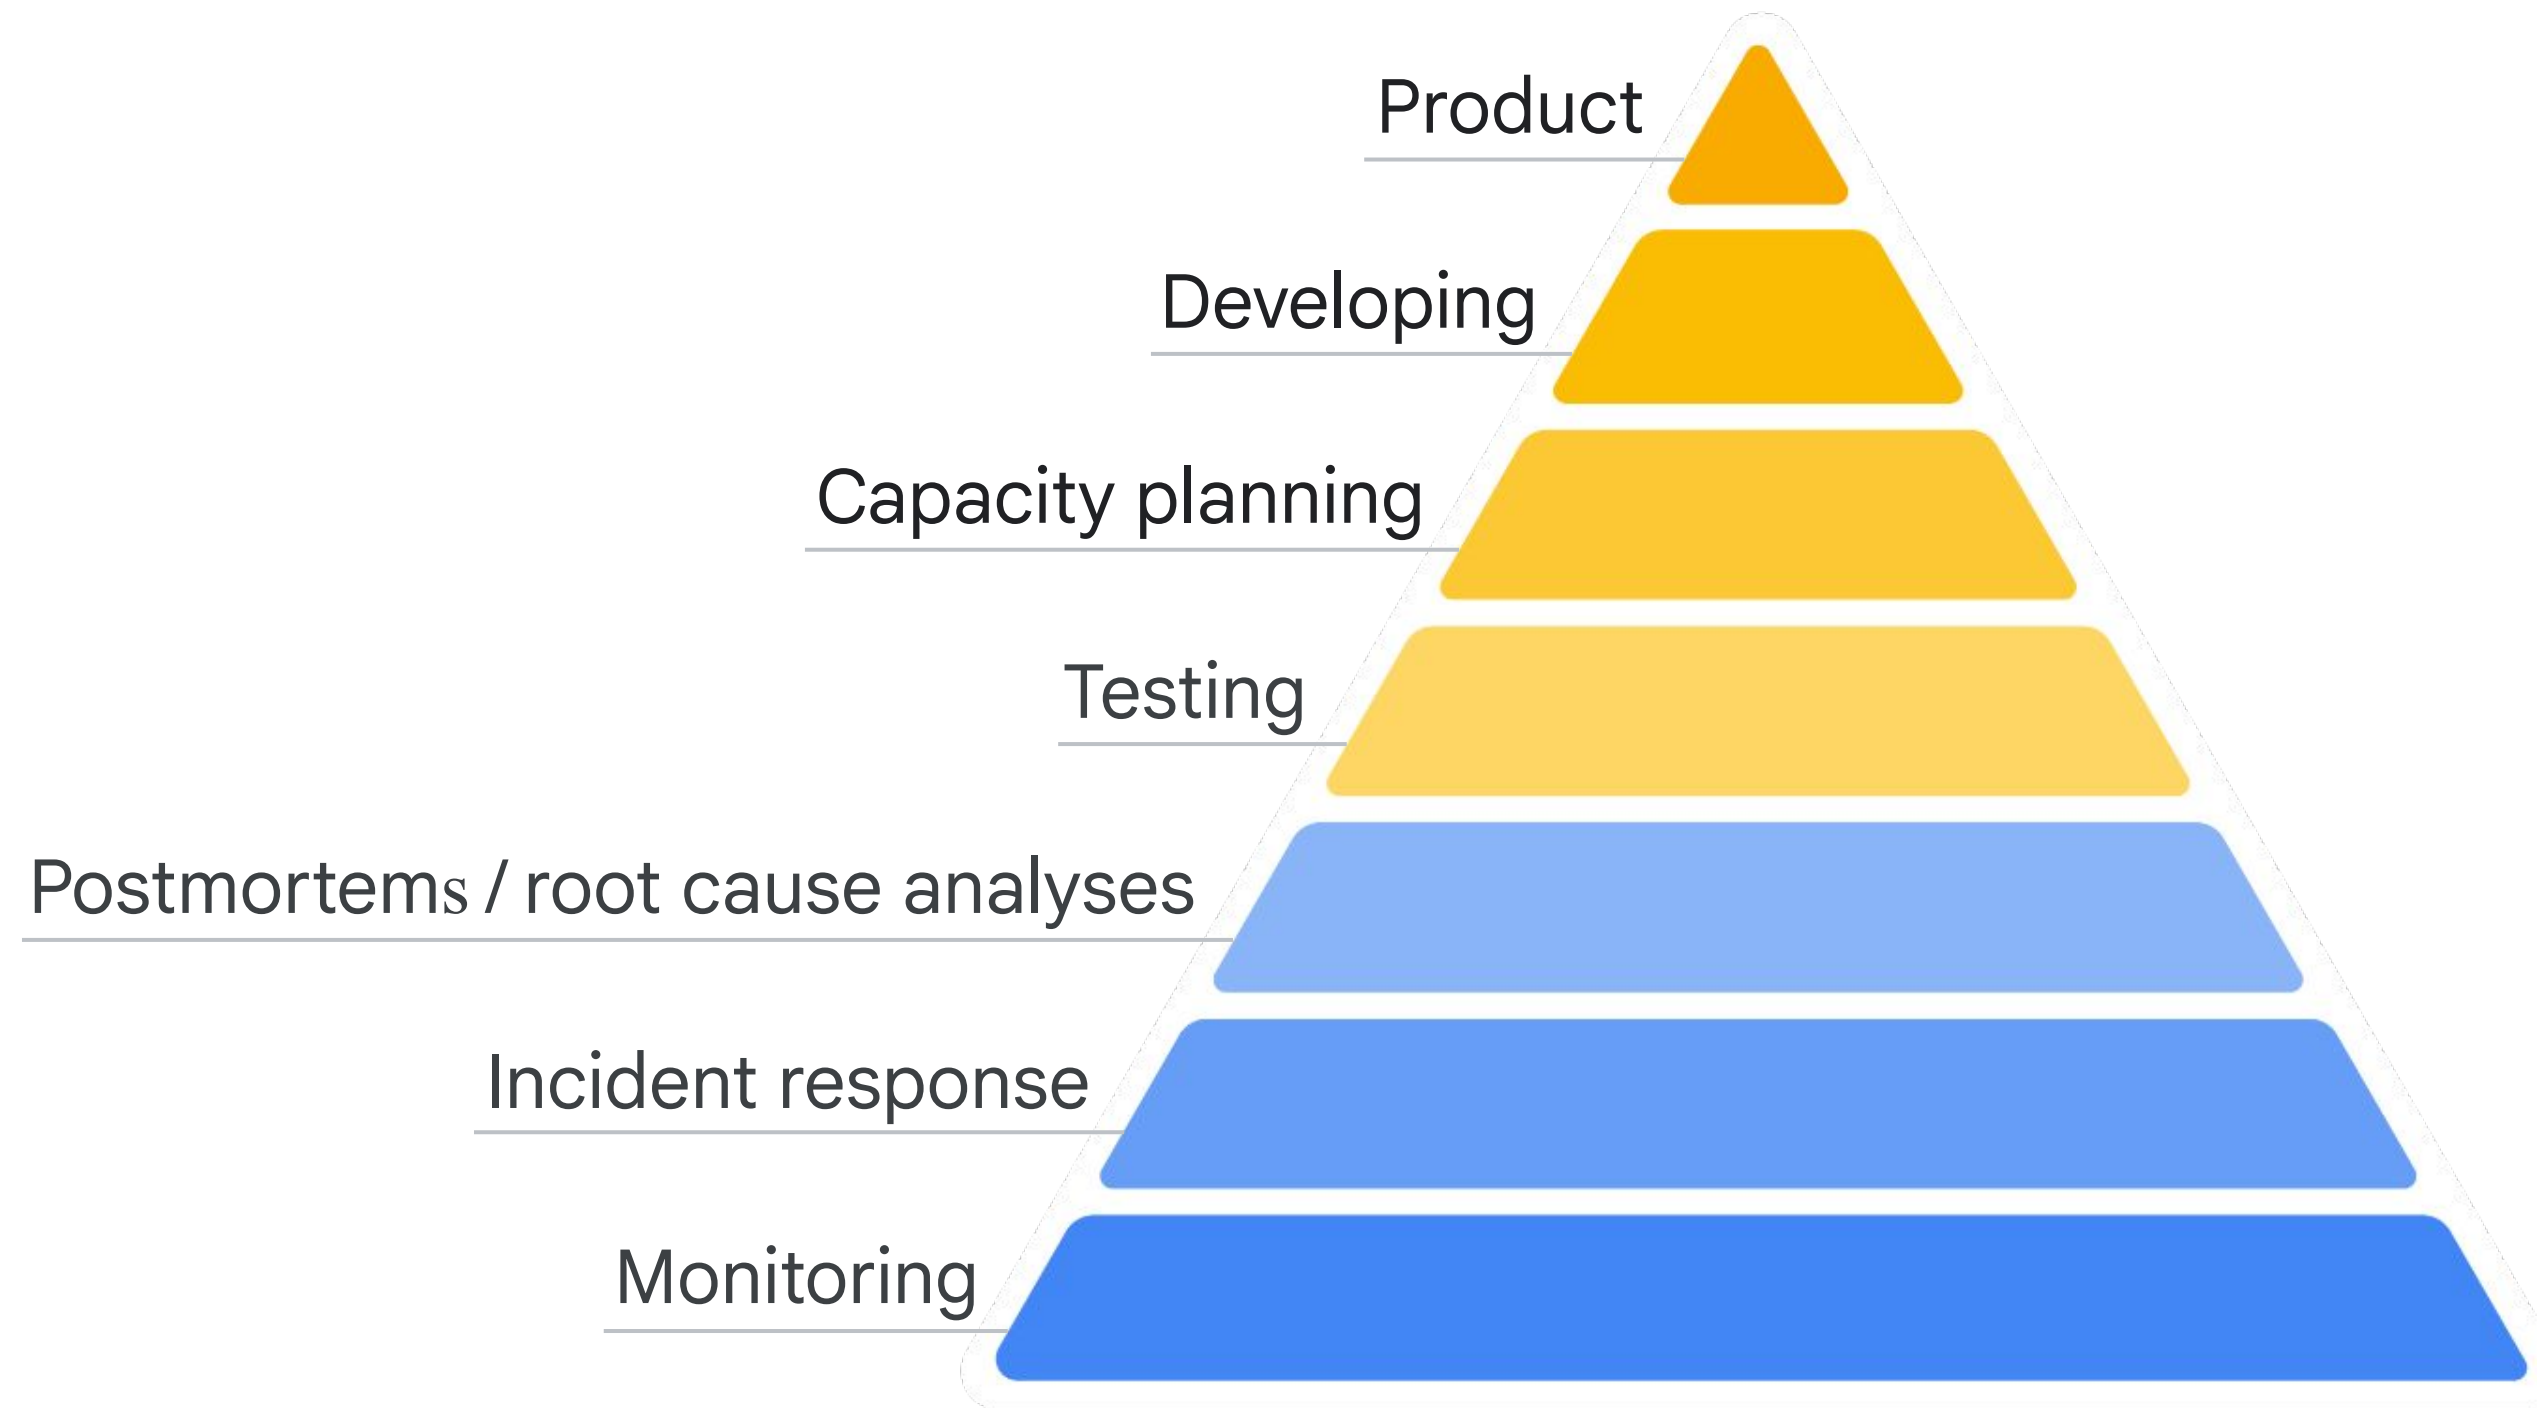 Product
Developing
Capacity planning
Testing
Postmortems / root cause analyses
Incident response
Monitoring